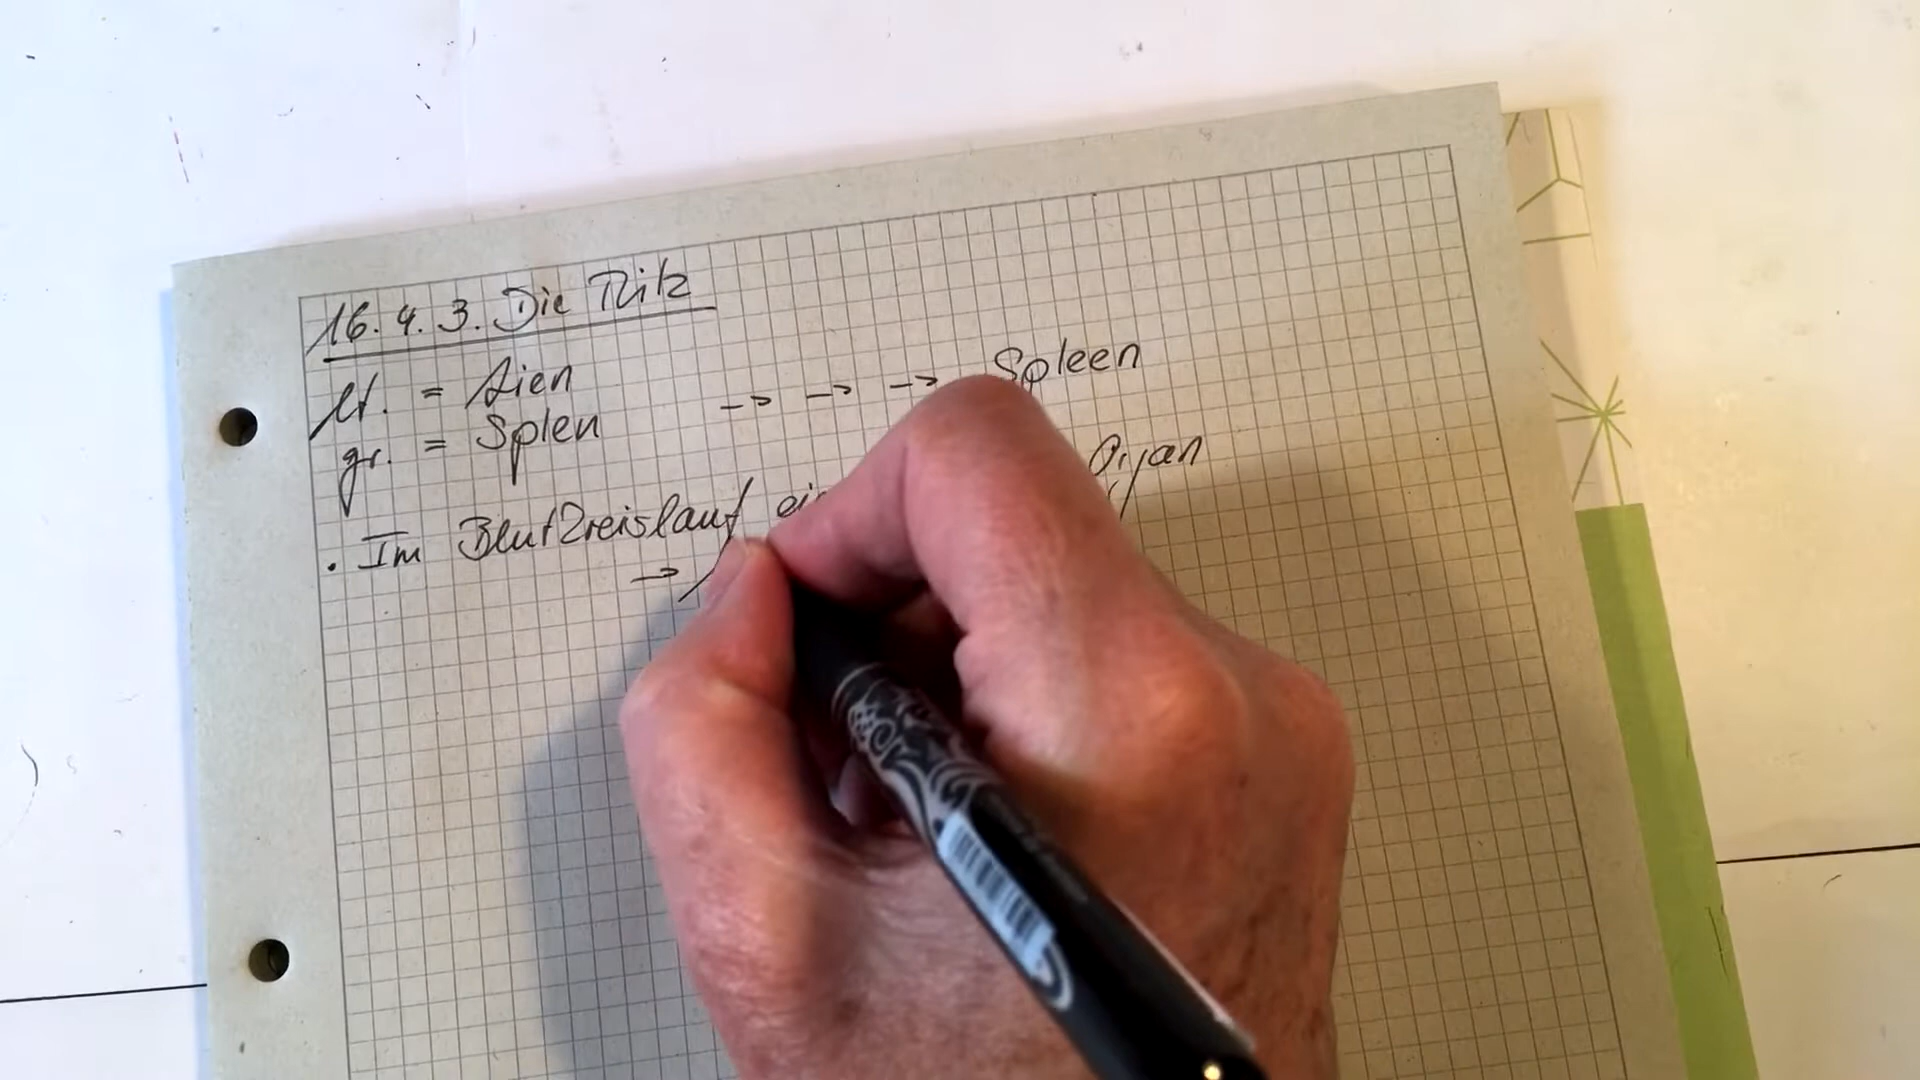 16.4.3. Die Milz
lt. = Lien
gr. = Splen → → → Spleen
• Im Blutkreislauf Organ
→